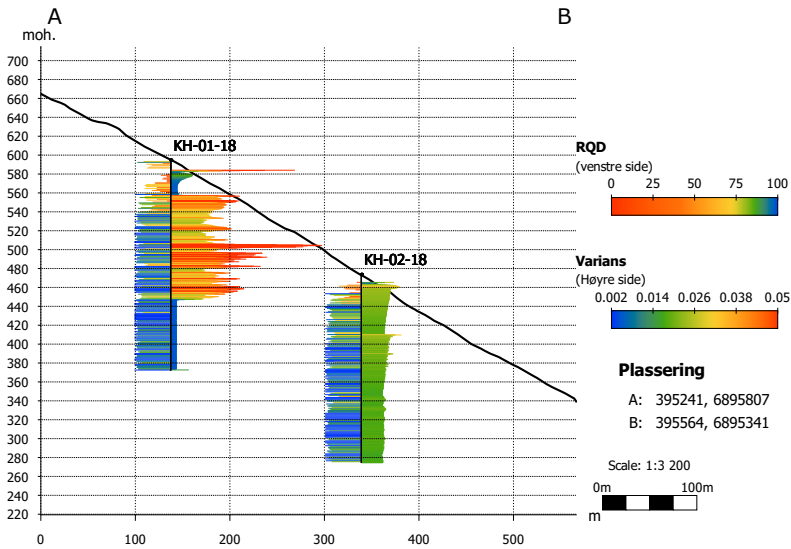 A
B
moh.
700
680
660
640
620
600
580
560
540
520
500
480
460
440
420
400
380
360
340
320
300
280
260
240
220
0 100 200 300 400 500
KH-01-18
KH-02-18
RQD
(venstre side)
0 25 50 75 100
Varians
(Høyre side)
0.002 0.014 0.026 0.038 0.05
Plassering
A: 395241, 6895807
B: 395564, 6895341
Scale: 1:3 200
0m 100m
m